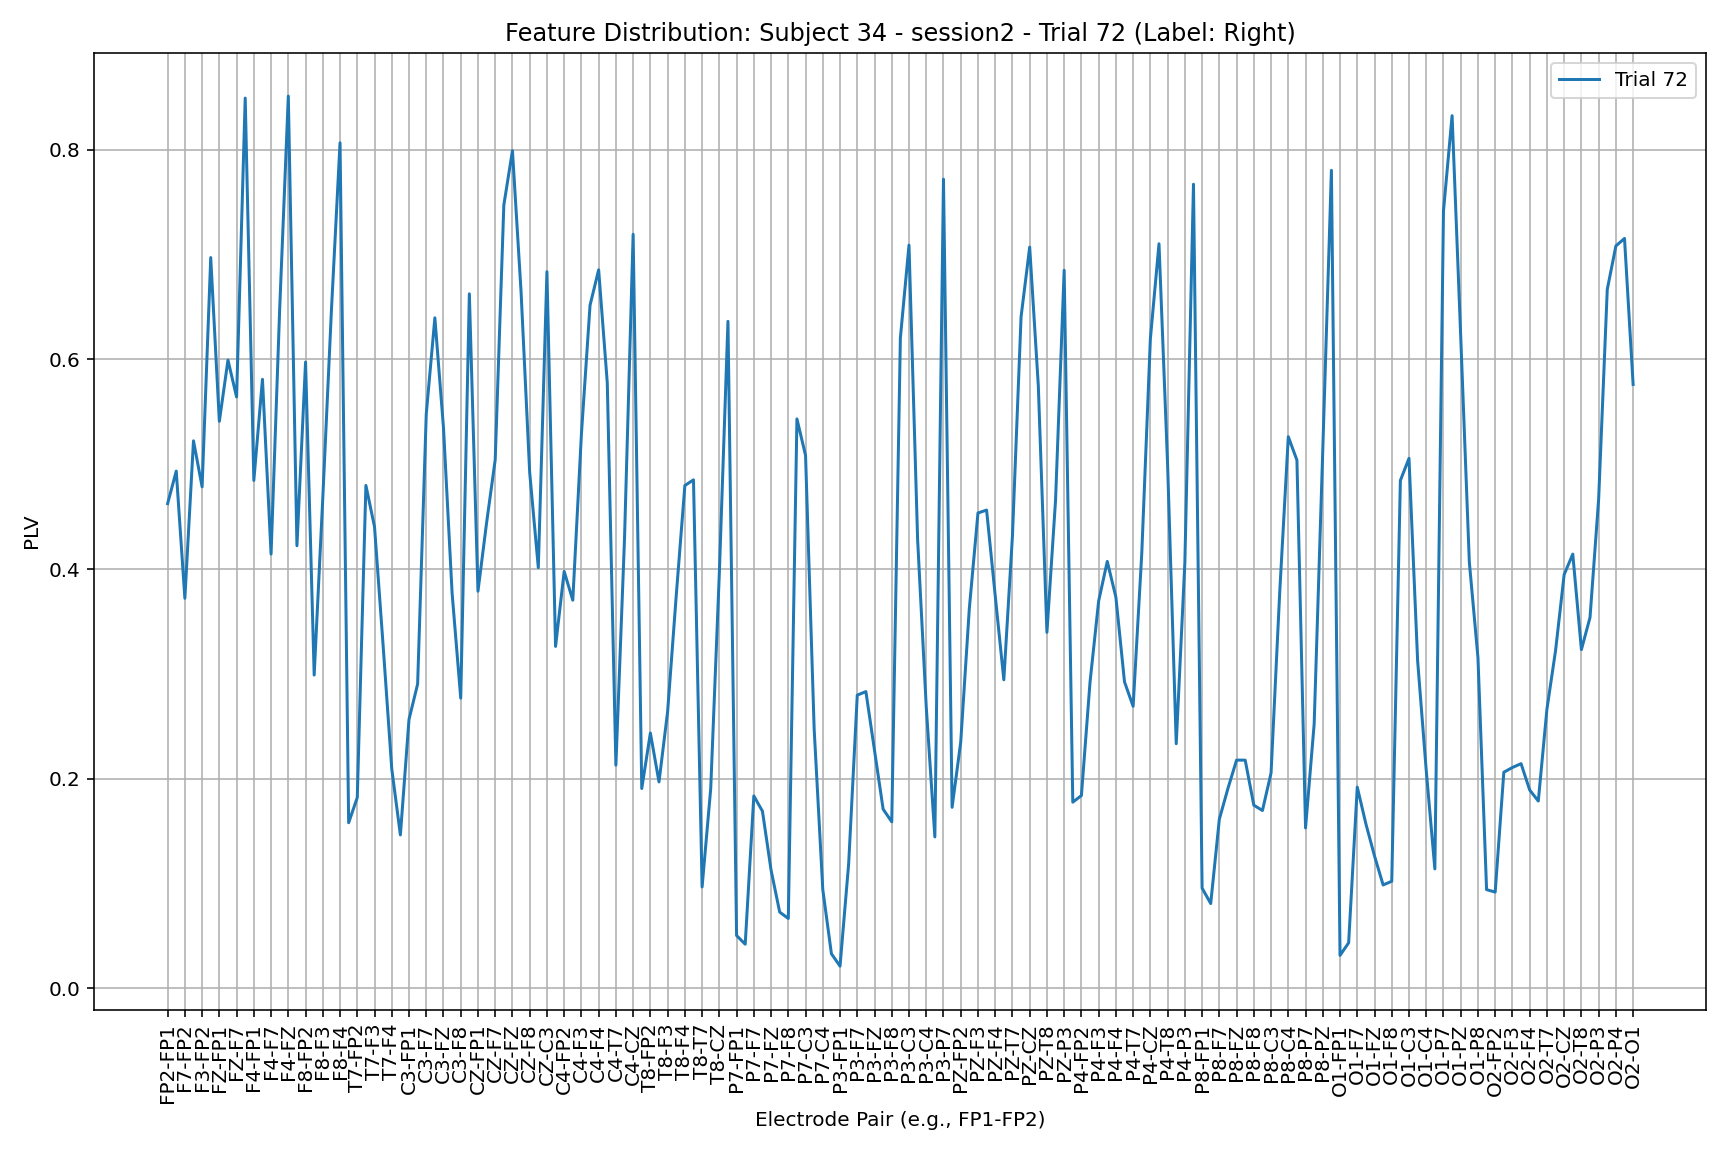 Feature Distribution: Subject 34 - session2 - Trial 72 (Label: Right)
Trial 72
PLV
0.8
0.6
0.4
0.2
0.0
FP2-FP1
F7-FP2
F3-FP2
FZ-FP1
FZ-F7
F4-FP1
F4-F7
F4-FZ
F8-FP2
F8-F3
F8-F4
T7-FP2
T7-F3
T7-F4
C3-FP1
C3-F7
C3-FZ
C3-F8
CZ-FP1
CZ-F7
CZ-FZ
CZ-F8
CZ-C3
C4-FP2
C4-F3
C4-F4
C4-T7
C4-CZ
T8-FP2
T8-F3
T8-F4
T8-T7
T8-CZ
P7-FP1
P7-F7
P7-FZ
P7-F8
P7-C3
P7-C4
P3-FP1
P3-F7
P3-FZ
P3-F8
P3-C3
P3-C4
P3-P7
PZ-FP2
PZ-F3
PZ-F4
PZ-T7
PZ-CZ
PZ-T8
PZ-P3
P4-FP2
P4-F3
P4-F4
P4-T7
P4-CZ
P4-T8
P4-P3
P8-FP1
P8-F7
P8-FZ
P8-F8
P8-C3
P8-C4
P8-P7
P8-PZ
O1-FP1
O1-F7
O1-FZ
O1-F8
O1-C3
O1-C4
O1-P7
O1-PZ
O1-P8
O2-FP2
O2-F3
O2-F4
O2-T7
O2-CZ
O2-T8
O2-P3
O2-P4
O2-O1
Electrode Pair (e.g., FP1-FP2)